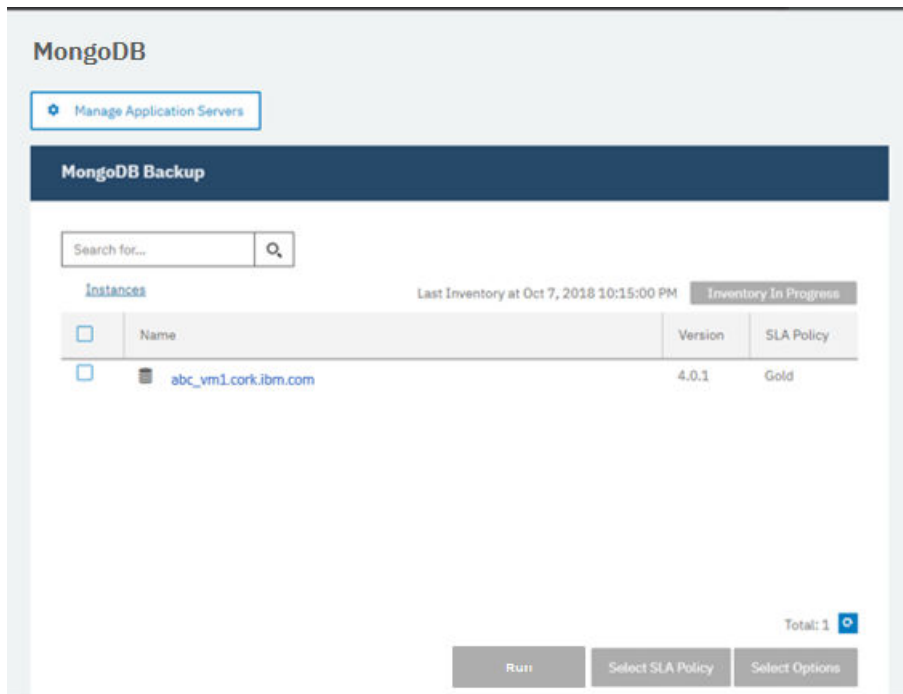 MongoDB
Manage Application Servers
MongoDB Backup
Search for...
Instances Last Inventory at Oct 7, 2018 10:15:00 PM Inventory In Progress
Name Version SLA Policy
abc_vm1.cork.ibm.com 4.0.1 Gold
Total: 1
Run Select SLA Policy Select Options